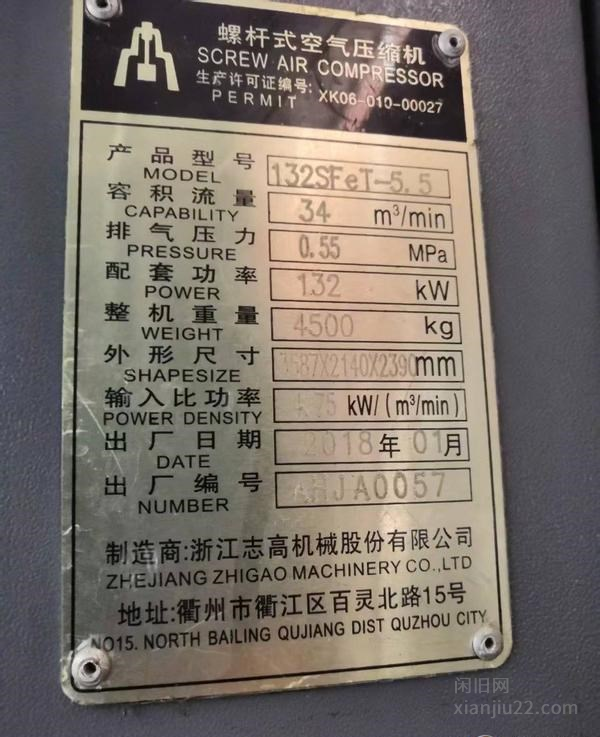 螺杆式空气压缩机
SCREW AIR COMPRESSOR
生产许可证编号: XK06-010-00027
PERMIT
产品型号 132SFeT-5.5
MODEL
容积流量 34 m³/min
CAPABILITY
排气压力 0.55 MPa
PRESSURE
配套功率 132 kW
POWER
整机重量 4500 kg
WEIGHT
外形尺寸 3587X2140X2390mm
SHAPESIZE
输入比功率 kW/(m³/min)
POWER DENSITY
出厂日期 2018年01月
DATE
出厂编号 AHJA0057
NUMBER
制造商:浙江志高机械股份有限公司
ZHEJIANG ZHIGAO MACHINERY CO.,LTD
地址:衢州市衢江区百灵北路15号
NO15. NORTH BAILING QUJIANG DIST QUZHOU CITY
闲旧网
xianjiu22.com